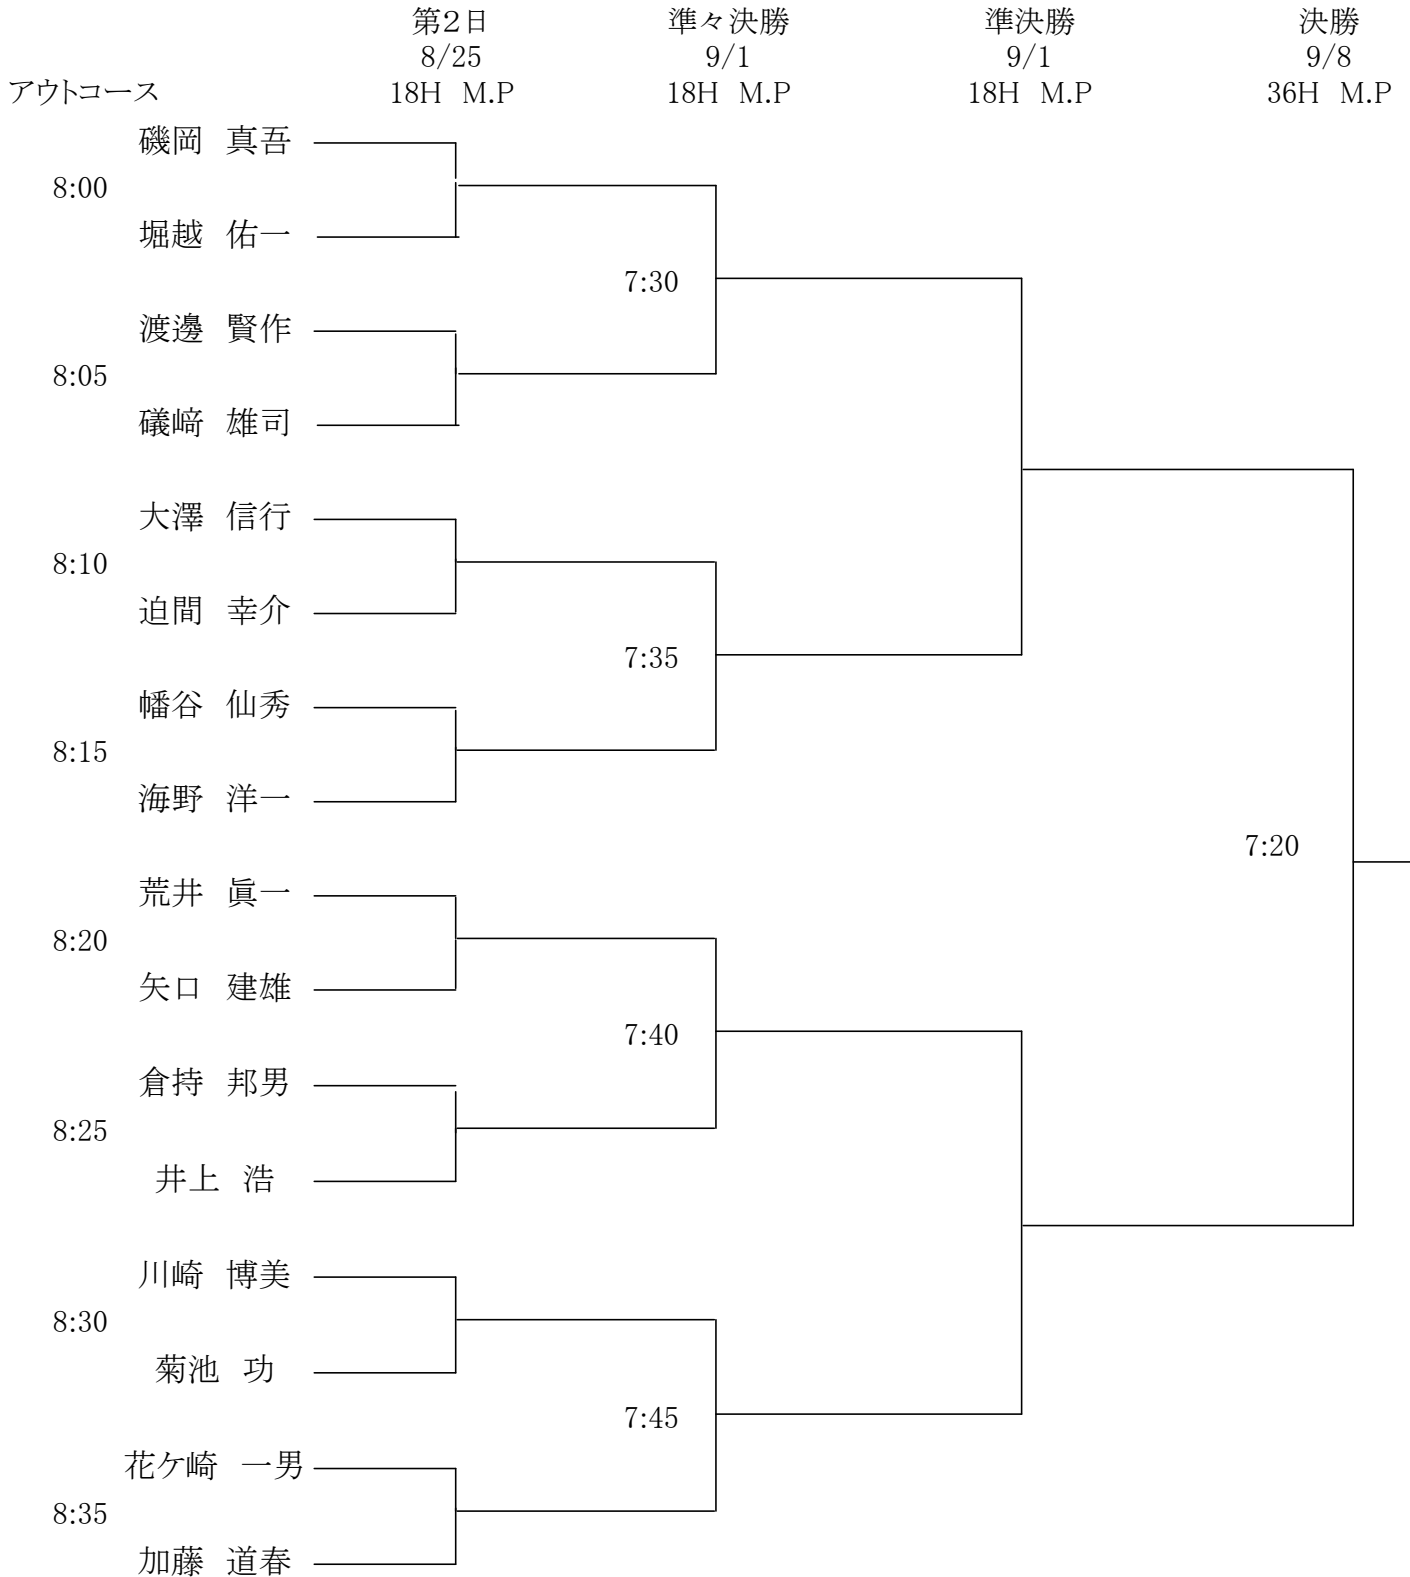 第2日　準々決勝　準決勝　決勝
8/25　9/1　9/1　9/8
アウトコース　18H M.P　18H M.P　18H M.P　36H M.P
磯岡　真吾
8:00
堀越　佑一
7:30
渡邊　賢作
8:05
礒﨑　雄司
大澤　信行
8:10
迫間　幸介
7:35
幡谷　仙秀
8:15
海野　洋一
7:20
荒井　眞一
8:20
矢口　建雄
7:40
倉持　邦男
8:25
井上　浩
川崎　博美
8:30
菊池　功
7:45
花ケ崎　一男
8:35
加藤　道春